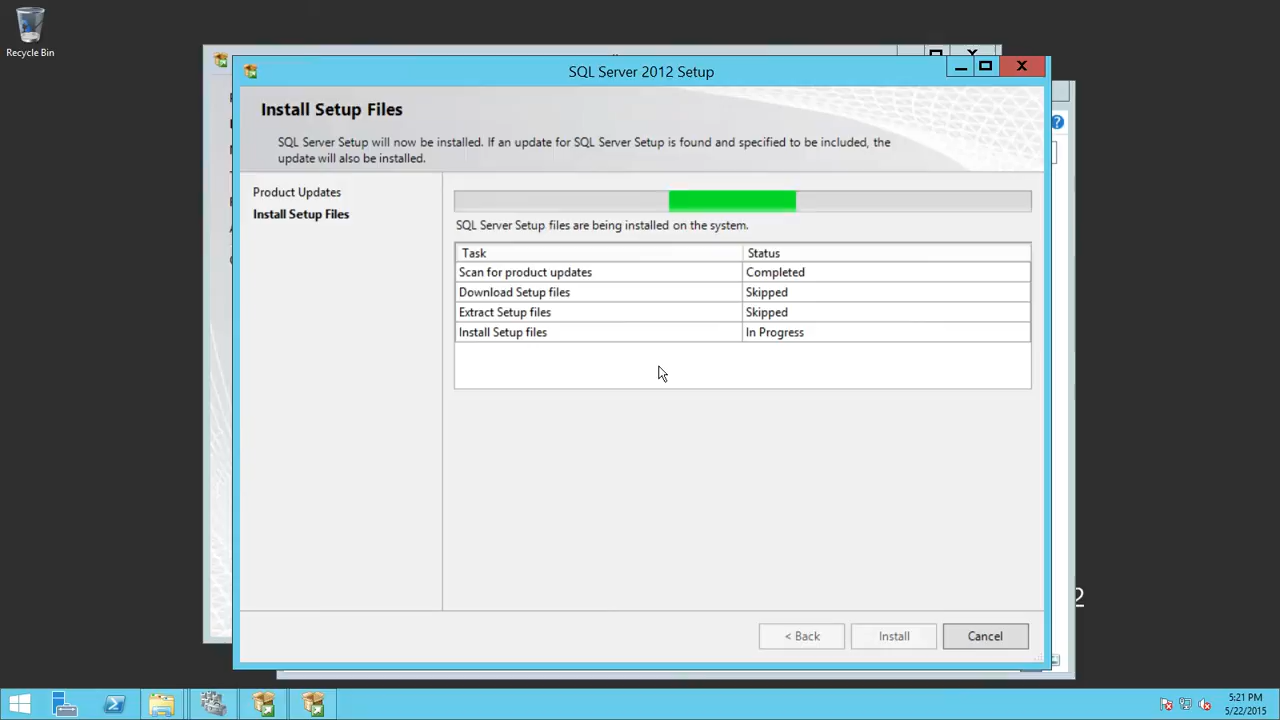 Recycle Bin
SQL Server 2012 Setup
Install Setup Files
SQL Server Setup will now be installed. If an update for SQL Server Setup is found and specified to be included, the
update will also be installed.
Product Updates
Install Setup Files
SQL Server Setup files are being installed on the system.
Task Status
Scan for product updates Completed
Download Setup files Skipped
Extract Setup files Skipped
Install Setup files In Progress
2
< Back Install Cancel
5:21 PM
5/22/2015